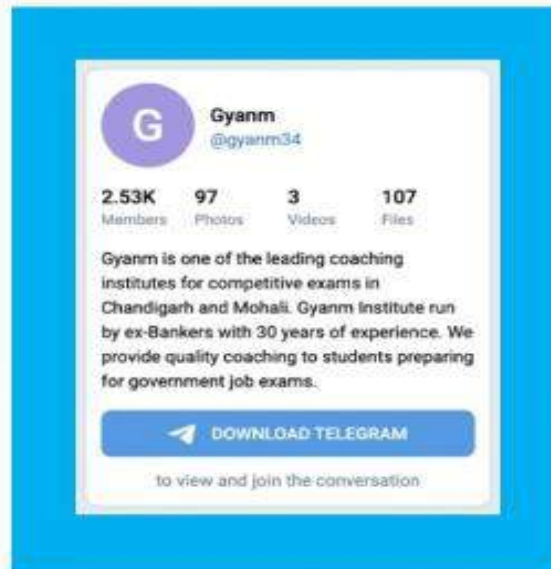 G
Gyanm
@gyanm34
2.53K 97 3 107
Members Photos Videos Files
Gyanm is one of the leading coaching
institutes for competitive exams in
Chandigarh and Mohali. Gyanm Institute run
by ex-Bankers with 30 years of experience. We
provide quality coaching to students preparing
for government job exams.
DOWNLOAD TELEGRAM
to view and join the conversation